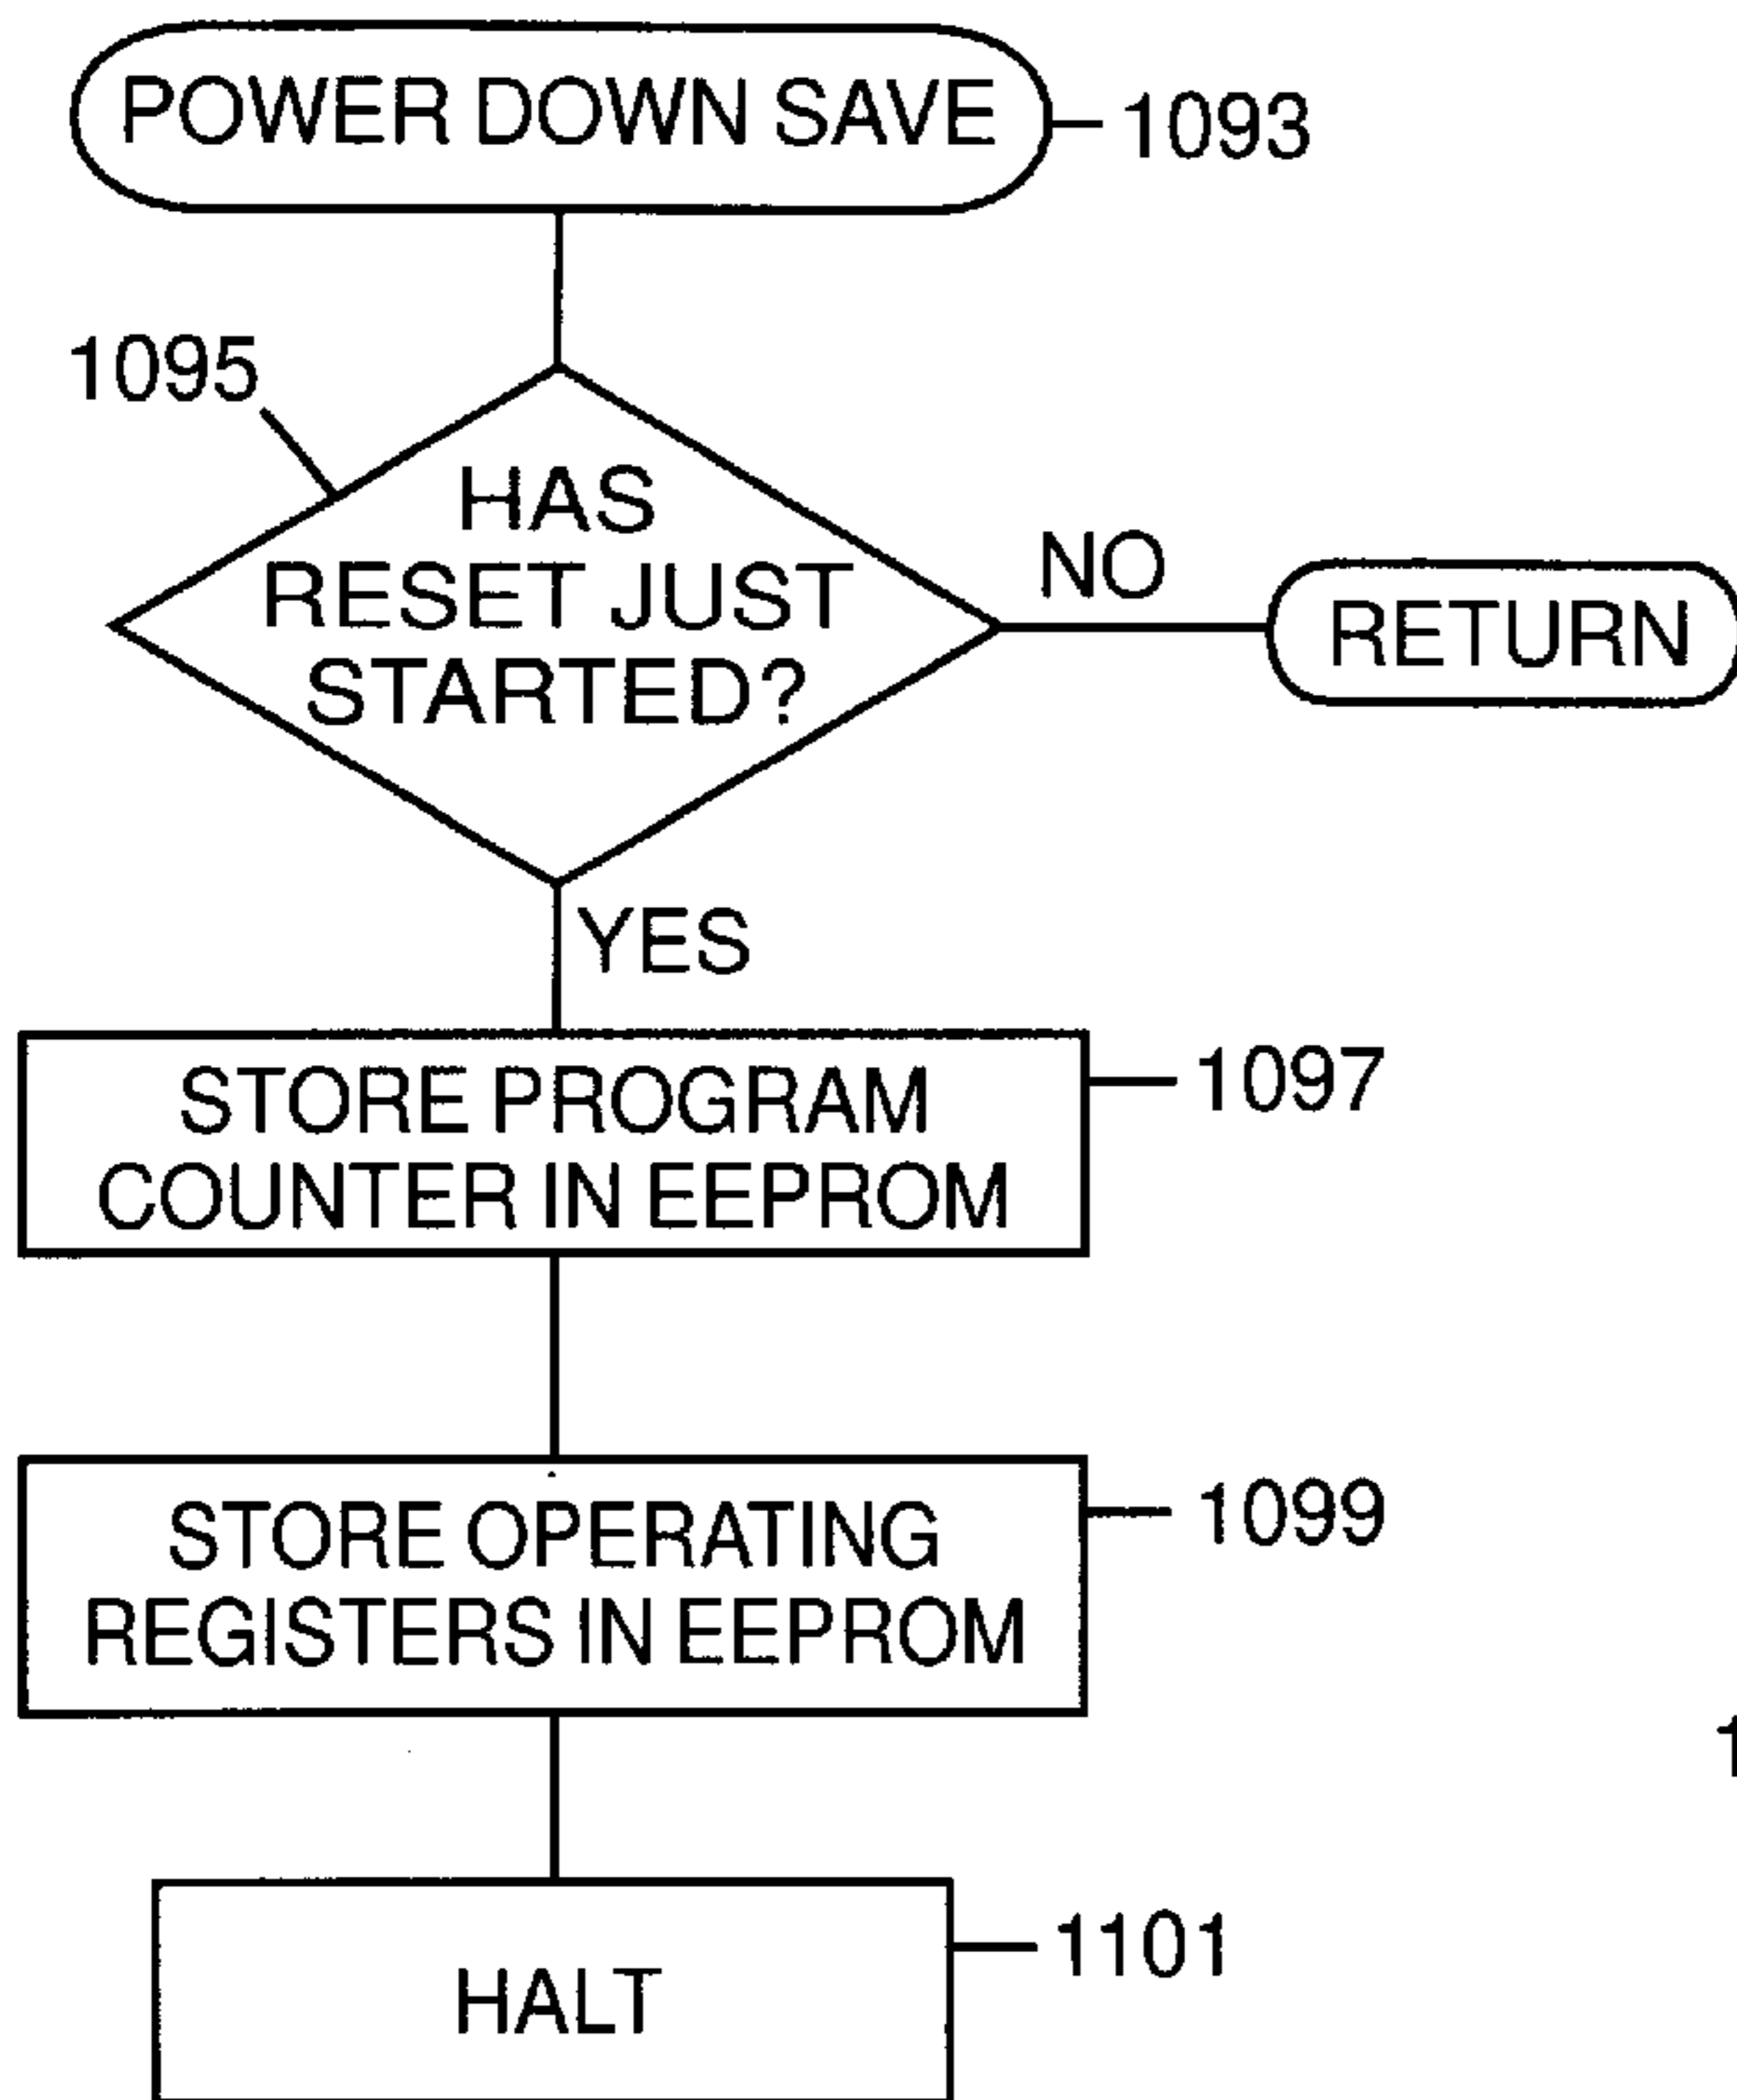 POWER DOWN SAVE
1093
1095
HAS
RESET JUST
STARTED?
NO
RETURN
YES
STORE PROGRAM
COUNTER IN EEPROM
1097
STORE OPERATING
REGISTERS IN EEPROM
1099
HALT
1101